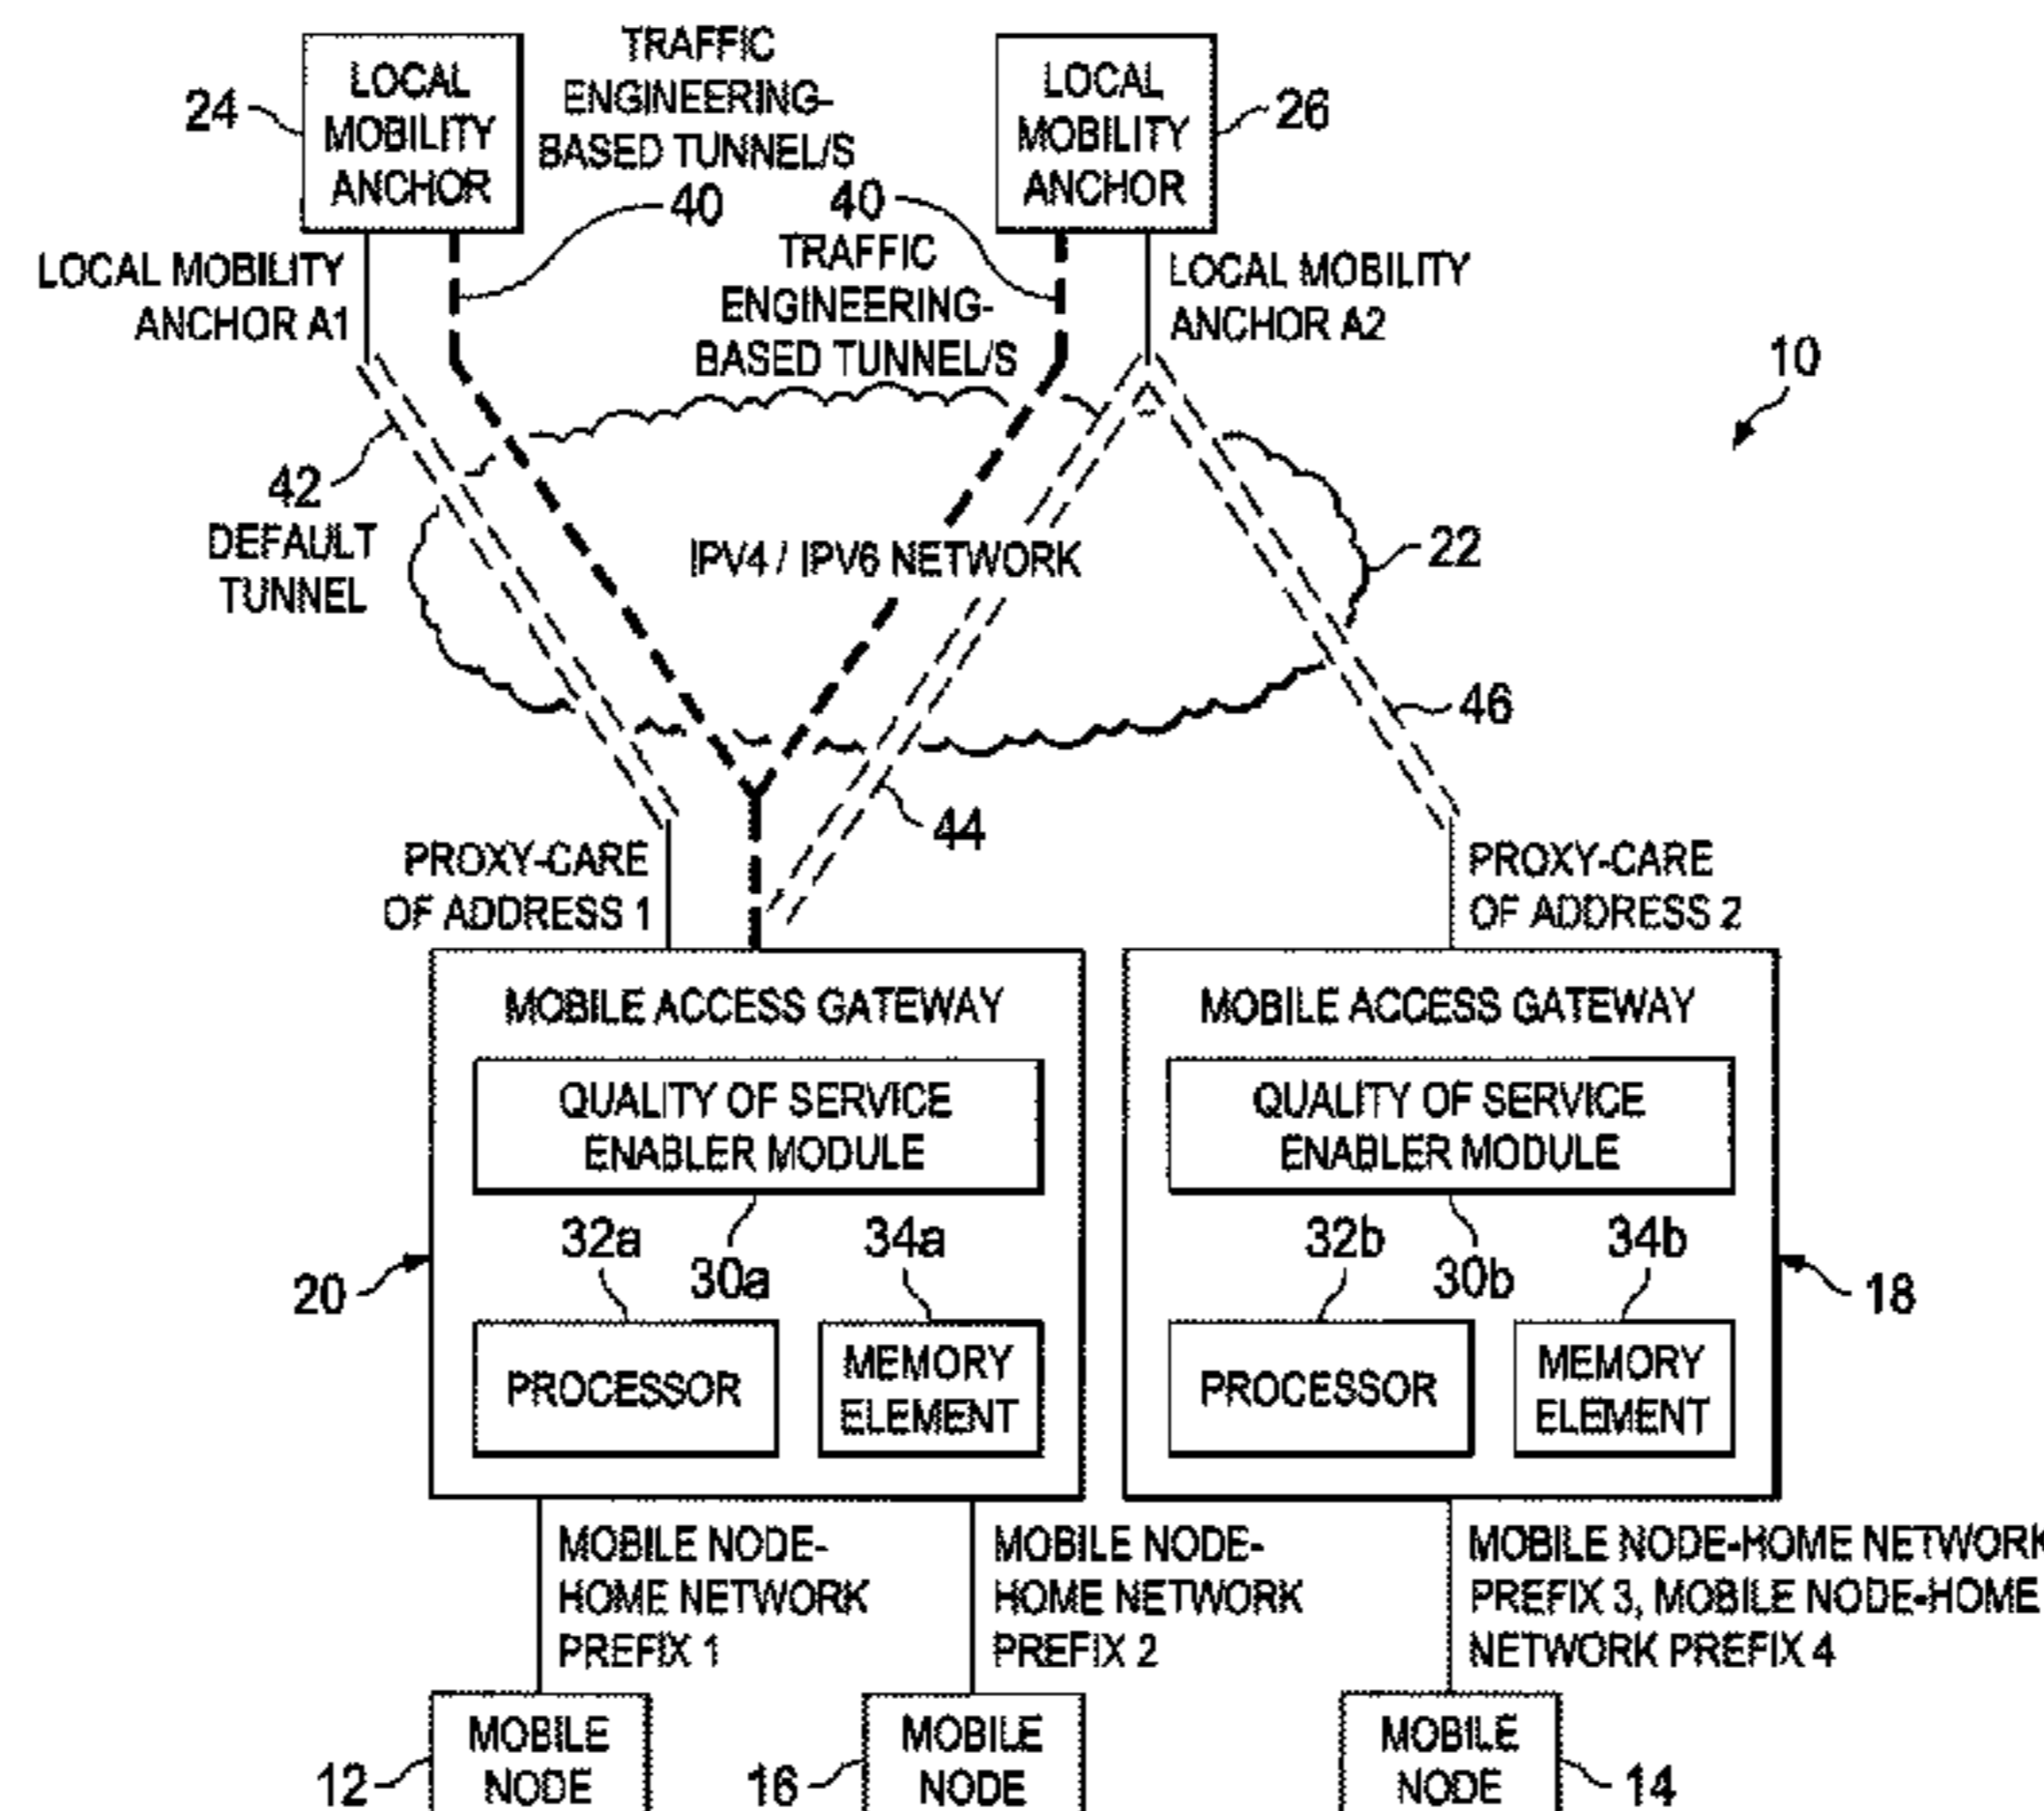 TRAFFIC
ENGINEERING-
BASED TUNNEL/S
LOCAL
MOBILITY
ANCHOR
24
LOCAL
MOBILITY
ANCHOR
26
40
40
TRAFFIC
ENGINEERING-
BASED TUNNEL/S
LOCAL MOBILITY
ANCHOR A1
LOCAL MOBILITY
ANCHOR A2
10
42
DEFAULT
TUNNEL
IPV4 / IPV6 NETWORK
22
46
44
PROXY-CARE
OF ADDRESS 1
PROXY-CARE
OF ADDRESS 2
MOBILE ACCESS GATEWAY
QUALITY OF SERVICE
ENABLER MODULE
32a
30a
34a
20
PROCESSOR
MEMORY
ELEMENT
MOBILE ACCESS GATEWAY
QUALITY OF SERVICE
ENABLER MODULE
32b
30b
34b
18
PROCESSOR
MEMORY
ELEMENT
MOBILE NODE-
HOME NETWORK
PREFIX 1
MOBILE NODE-
HOME NETWORK
PREFIX 2
MOBILE NODE-HOME NETWORK
PREFIX 3, MOBILE NODE-HOME
NETWORK PREFIX 4
12
MOBILE
NODE
16
MOBILE
NODE
MOBILE
NODE
14